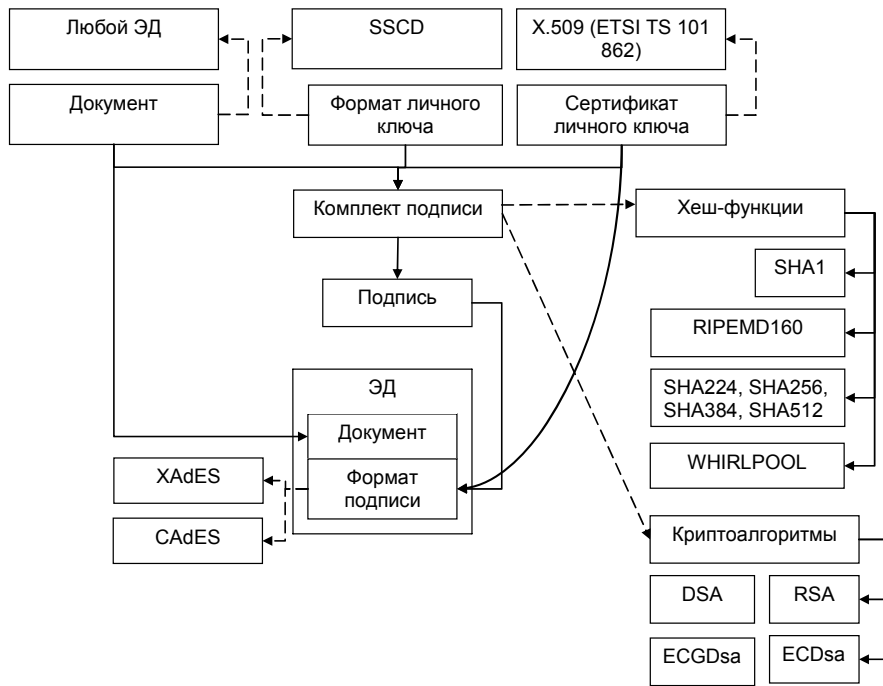 Любой ЭД
SSCD
X.509 (ETSI TS 101
862)
Документ
Формат личного
ключа
Сертификат
личного ключа
Комплект подписи
Хеш-функции
SHA1
Подпись
RIPEMD160
ЭД
SHA224, SHA256,
SHA384, SHA512
Документ
WHIRLPOOL
XAdES
Формат
подписи
CAdES
Криптоалгоритмы
DSA
RSA
ECGDsa
ECDsa